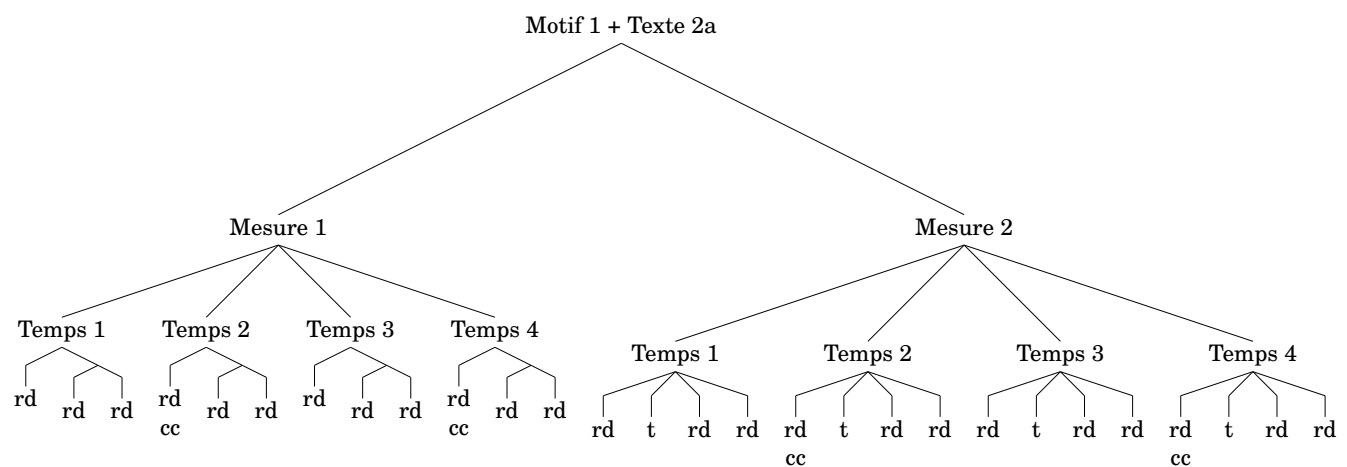 Motif 1 + Texte 2a
Mesure 1 Mesure 2
Temps 1 Temps 2 Temps 3 Temps 4
Temps 1 Temps 2 Temps 3 Temps 4
rd rd rd rd rd rd rd rd rd rd rd rd
cc cc
rd t rd rd rd t rd rd rd t rd rd rd t rd rd
cc cc